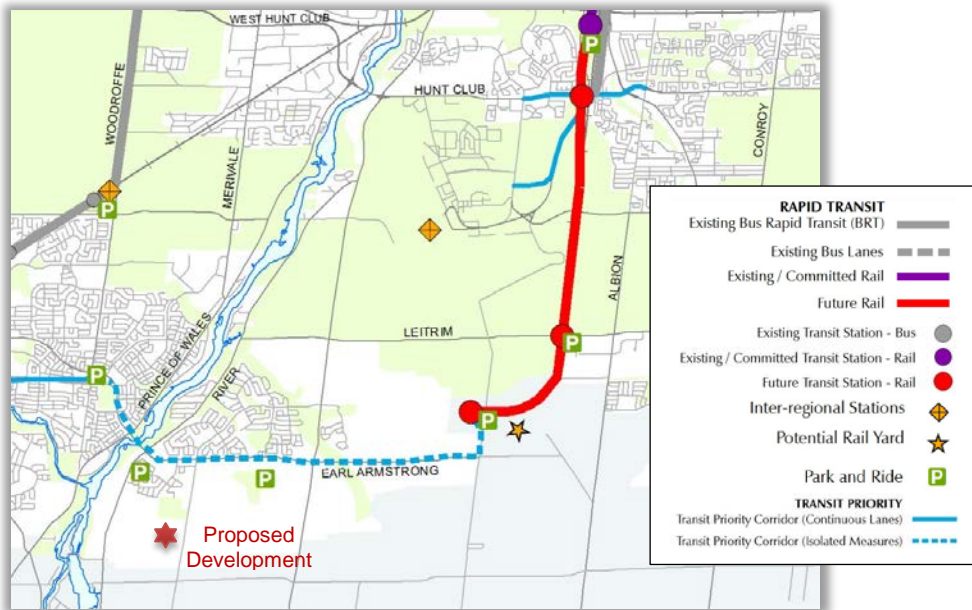 WEST HUNT CLUB
WOODROFFE
HUNT CLUB
CONROY
MERIVALE
ALBION
LEITRIM
PRINCE OF WALES
RIVER
EARL ARMSTRONG
P
P
P
P
P
P
P
Proposed
Development
RAPID TRANSIT
Existing Bus Rapid Transit (BRT)
Existing Bus Lanes
Existing / Committed Rail
Future Rail
Existing Transit Station - Bus
Existing / Committed Transit Station - Rail
Future Transit Station - Rail
Inter-regional Stations
Potential Rail Yard
Park and Ride P
TRANSIT PRIORITY
Transit Priority Corridor (Continuous Lanes)
Transit Priority Corridor (Isolated Measures)